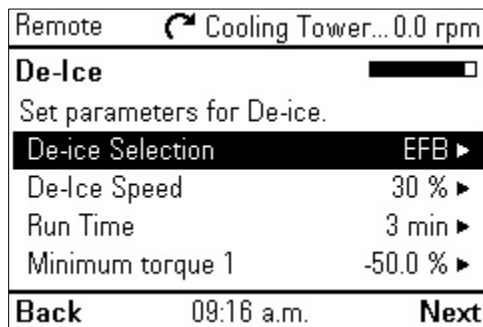 Remote Cooling Tower... 0.0 rpm
De-Ice
Set parameters for De-ice.
De-ice Selection EFB
De-Ice Speed 30 %
Run Time 3 min
Minimum torque 1 -50.0 %
Back 09:16 a.m. Next